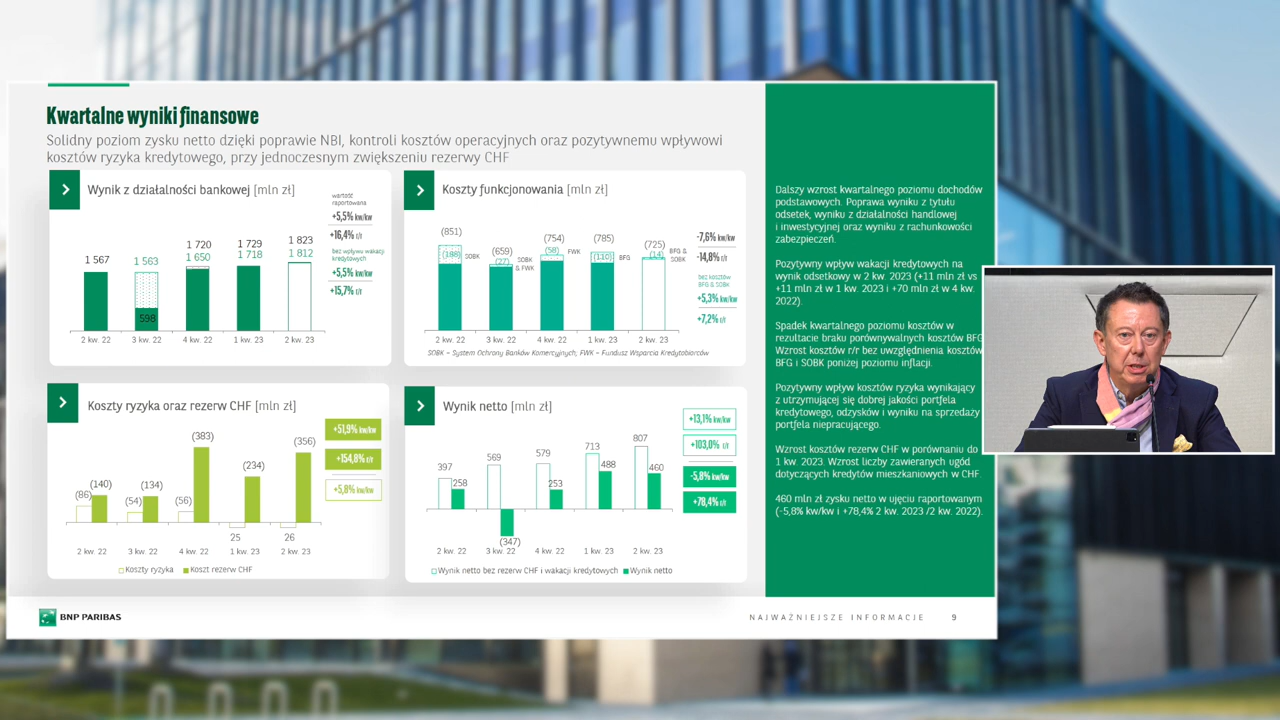 Kwartalne wyniki finansowe
Solidny poziom zysku netto dzięki poprawie NBI, kontroli kosztów operacyjnych oraz pozytywnemu wpływowi
kosztów ryzyka kredytowego, przy jednoczesnym zwiększeniu rezerwy CHF
Wynik z działalności bankowej [mln zł]
wartość
raportowana
+5,5% kw/kw
+16,4% r/r
bez wpływu wakacji
kredytowych
+5,5% kw/kw
+15,7% r/r
1 567
1 563
598
1 720
1 650
1 729
1 718
1 823
1 812
2 kw. 22 3 kw. 22 4 kw. 22 1 kw. 23 2 kw. 23
Koszty funkcjonowania [mln zł]
(851)
(188) SOBK
(659)
(27) SOBK
& FWK
(754)
(58) FWK
(785)
(110) BFG
(725)
(14) BFG &
SOBK
-7,6% kw/kw
-14,8% r/r
bez kosztów
BFG & SOBK
+5,3% kw/kw
+7,2% r/r
2 kw. 22 3 kw. 22 4 kw. 22 1 kw. 23 2 kw. 23
SOBK – System Ochrony Banków Komercyjnych; FWK – Fundusz Wsparcia Kredytobiorców
Koszty ryzyka oraz rezerw CHF [mln zł]
(86) (140)
(54) (134)
(56) (383)
25 (234)
26 (356)
+51,9% kw/kw
+154,8% r/r
+5,8% kw/kw
2 kw. 22 3 kw. 22 4 kw. 22 1 kw. 23 2 kw. 23
Koszty ryzyka Koszt rezerw CHF
Wynik netto [mln zł]
397 258
569 (347)
579 253
713 488
807 460
+13,1% kw/kw
+103,0% r/r
-5,8% kw/kw
+78,4% r/r
2 kw. 22 3 kw. 22 4 kw. 22 1 kw. 23 2 kw. 23
Wynik netto bez rezerw CHF i wakacji kredytowych Wynik netto
Dalszy wzrost kwartalnego poziomu dochodów
podstawowych. Poprawa wyniku z tytułu
odsetek, wyniku z działalności handlowej
i inwestycyjnej oraz wyniku z rachunkowości
zabezpieczeń.
Pozytywny wpływ wakacji kredytowych na
wynik odsetkowy w 2 kw. 2023 (+11 mln zł vs
+11 mln zł w 1 kw. 2023 i +70 mln zł w 4 kw.
2022).
Spadek kwartalnego poziomu kosztów w
rezultacie braku porównywalnych kosztów BFG
Wzrost kosztów r/r bez uwzględnienia kosztów
BFG i SOBK poniżej poziomu inflacji.
Pozytywny wpływ kosztów ryzyka wynikający
z utrzymującej się dobrej jakości portfela
kredytowego, odzysków i wyniku na sprzedaży
portfela niepracującego.
Wzrost kosztów rezerw CHF w porównaniu do
1 kw. 2023. Wzrost liczby zawieranych ugód
dotyczących kredytów mieszkaniowych w CHF.
460 mln zł zysku netto w ujęciu raportowanym
(-5,8% kw/kw i +78,4% 2 kw. 2023 /2 kw. 2022).
BNP PARIBAS
NAJWAŻNIEJSZE INFORMACJE 9